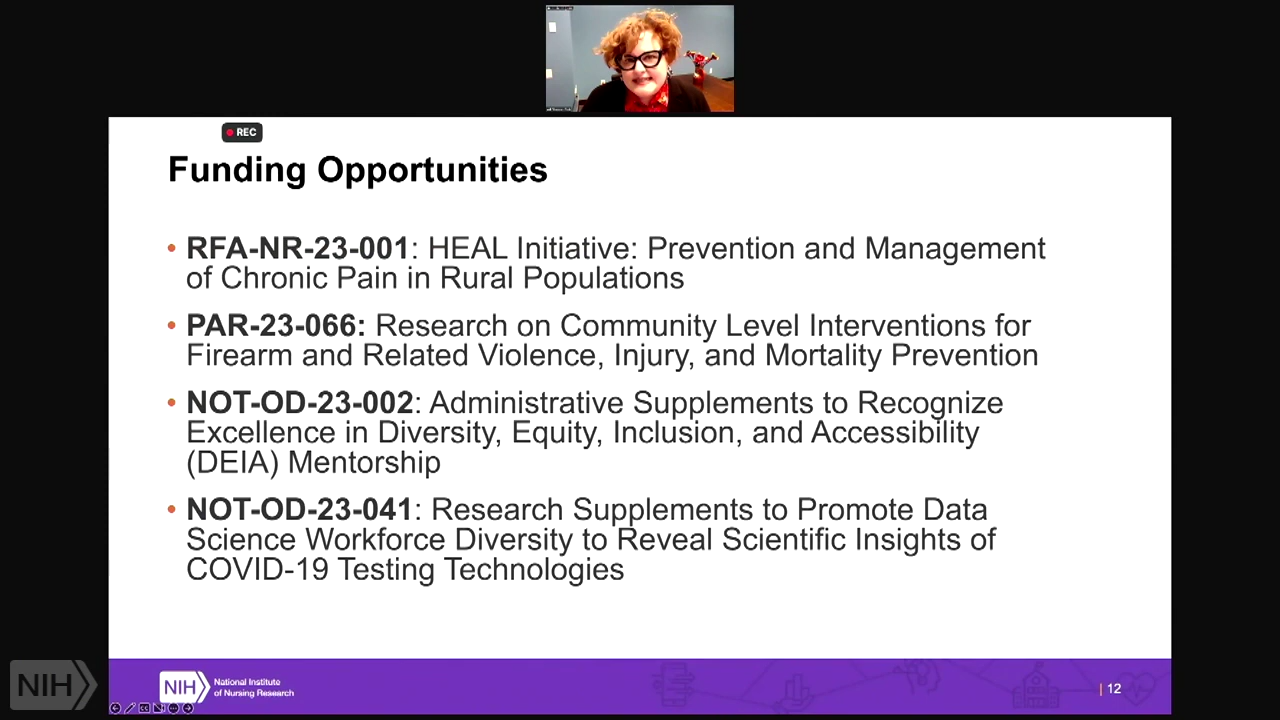 REC
Funding Opportunities
• RFA-NR-23-001: HEAL Initiative: Prevention and Management
of Chronic Pain in Rural Populations
• PAR-23-066: Research on Community Level Interventions for
Firearm and Related Violence, Injury, and Mortality Prevention
• NOT-OD-23-002: Administrative Supplements to Recognize
Excellence in Diversity, Equity, Inclusion, and Accessibility
(DEIA) Mentorship
• NOT-OD-23-041: Research Supplements to Promote Data
Science Workforce Diversity to Reveal Scientific Insights of
COVID-19 Testing Technologies
NIH
NIH
National Institute
of Nursing Research
| 12